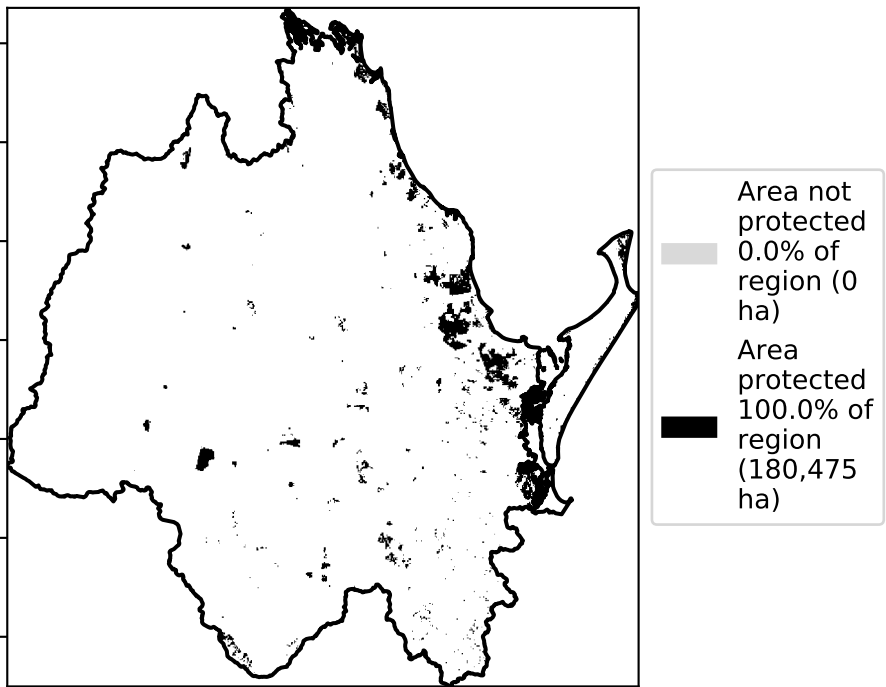 Area not
protected
0.0% of
region (0
ha)
Area
protected
100.0% of
region
(180,475
ha)